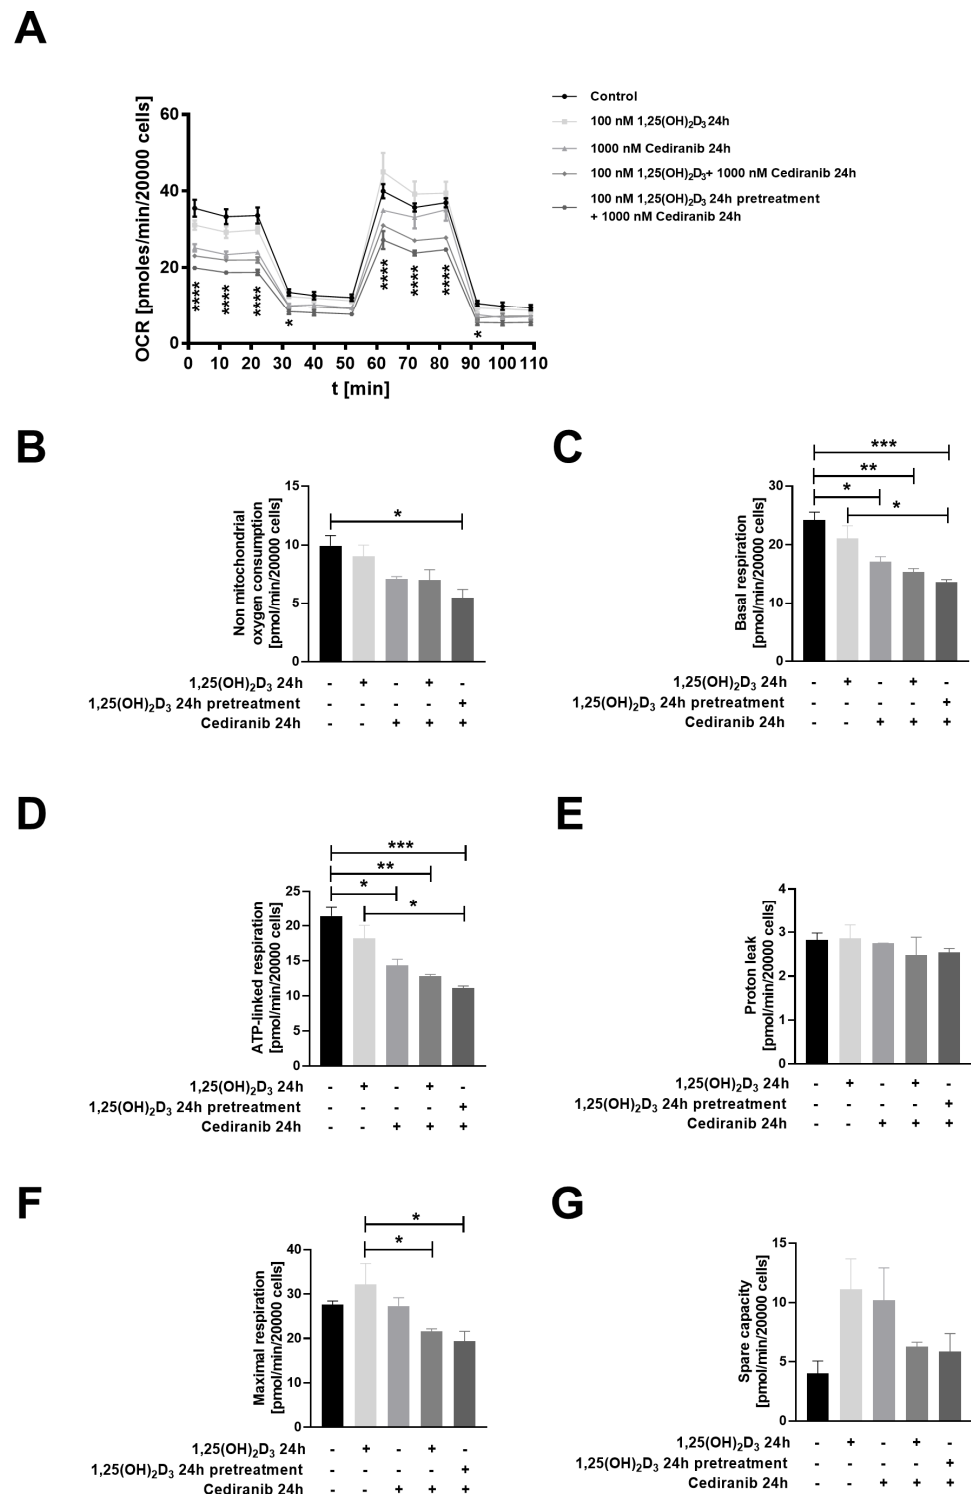 A
OCR [pmoles/min/20000 cells]
60
40
20
0
0 10 20 30 40 50 60 70 80 90 100 110
t [min]
**** **** **** * **** **** **** *
Control
100 nM 1,25(OH)₂D₃ 24h
1000 nM Cediranib 24h
100 nM 1,25(OH)₂D₃+ 1000 nM Cediranib 24h
100 nM 1,25(OH)₂D₃ 24h pretreatment
+ 1000 nM Cediranib 24h
B
Non mitochondrial
oxygen consumption
[pmol/min/20000 cells]
15
10
5
0
*
1,25(OH)₂D₃ 24h - + - + -
1,25(OH)₂D₃ 24h pretreatment - - - - +
Cediranib 24h - - + + +
C
Basal respiration
[pmol/min/20000 cells]
30
20
10
0
***
**
*
*
1,25(OH)₂D₃ 24h - + - + -
1,25(OH)₂D₃ 24h pretreatment - - - - +
Cediranib 24h - - + + +
D
ATP-linked respiration
[pmol/min/20000 cells]
25
20
15
10
5
0
***
**
*
*
1,25(OH)₂D₃ 24h - + - + -
1,25(OH)₂D₃ 24h pretreatment - - - - +
Cediranib 24h - - + + +
E
Proton leak
[pmol/min/20000 cells]
4
3
2
1
0
1,25(OH)₂D₃ 24h - + - + -
1,25(OH)₂D₃ 24h pretreatment - - - - +
Cediranib 24h - - + + +
F
Maximal respiration
[pmol/min/20000 cells]
40
30
20
10
0
*
*
1,25(OH)₂D₃ 24h - + - + -
1,25(OH)₂D₃ 24h pretreatment - - - - +
Cediranib 24h - - + + +
G
Spare capacity
[pmol/min/20000 cells]
15
10
5
0
1,25(OH)₂D₃ 24h - + - + -
1,25(OH)₂D₃ 24h pretreatment - - - - +
Cediranib 24h - - + + +